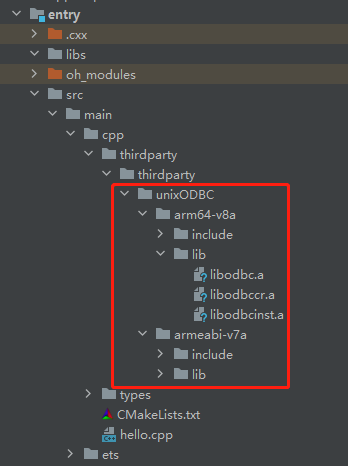 entry
.cxx
libs
oh_modules
src
main
cpp
thirdparty
thirdparty
unixODBC
arm64-v8a
include
lib
libodbc.a
libodbccr.a
libodbcinst.a
armeabi-v7a
include
lib
types
CMakeLists.txt
hello.cpp
ets